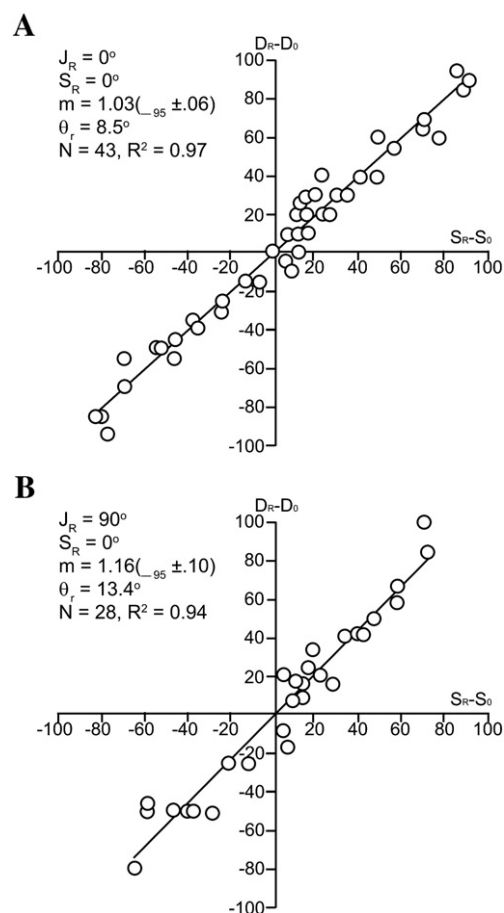 A
D_R–D_0
J_R = 0°
S_R = 0°
m = 1.03(_95 ±.06)
θ_r = 8.5°
N = 43, R² = 0.97
100
80
60
40
20
S_R–S_0
-100 -80 -60 -40 -20 20 40 60 80 100
-20
-40
-60
-80
-100
B
D_R–D_0
J_R = 90°
S_R = 0°
m = 1.16(_95 ±.10)
θ_r = 13.4°
N = 28, R² = 0.94
100
80
60
40
20
S_R–S_0
-100 -80 -60 -40 -20 20 40 60 80 100
-20
-40
-60
-80
-100